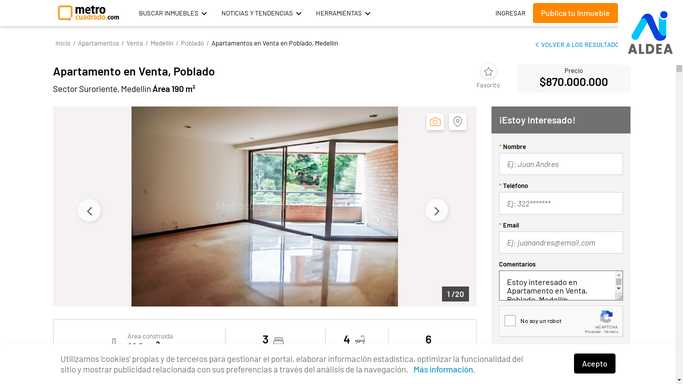 metro
cuadrado.com
BUSCAR INMUEBLES
NOTICIAS Y TENDENCIAS
HERRAMIENTAS
INGRESAR
Publica tu Inmueble
ALDEA
Inicio / Apartamentos / Venta / Medellín / Poblado / Apartamentos en Venta en Poblado, Medellín
< VOLVER A LOS RESULTADO
Apartamento en Venta, Poblado
Sector Suroriente, Medellín Área 190 m²
Favorito
Precio
$870.000.000
1 / 20
¡Estoy Interesado!
* Nombre
Ej: Juan Andres
* Teléfono
Ej: 322*******
* Email
Ej: juanandres@email.com
Comentarios
Estoy interesado en
Apartamento en Venta,
Poblado, Medellín
No soy un robot
reCAPTCHA
Privacidad - Términos
Área construida
3
4
6
Utilizamos 'cookies' propias y de terceros para gestionar el portal, elaborar información estadística, optimizar la funcionalidad del
sitio y mostrar publicidad relacionada con sus preferencias a través del análisis de la navegación. Más información.
Acepto